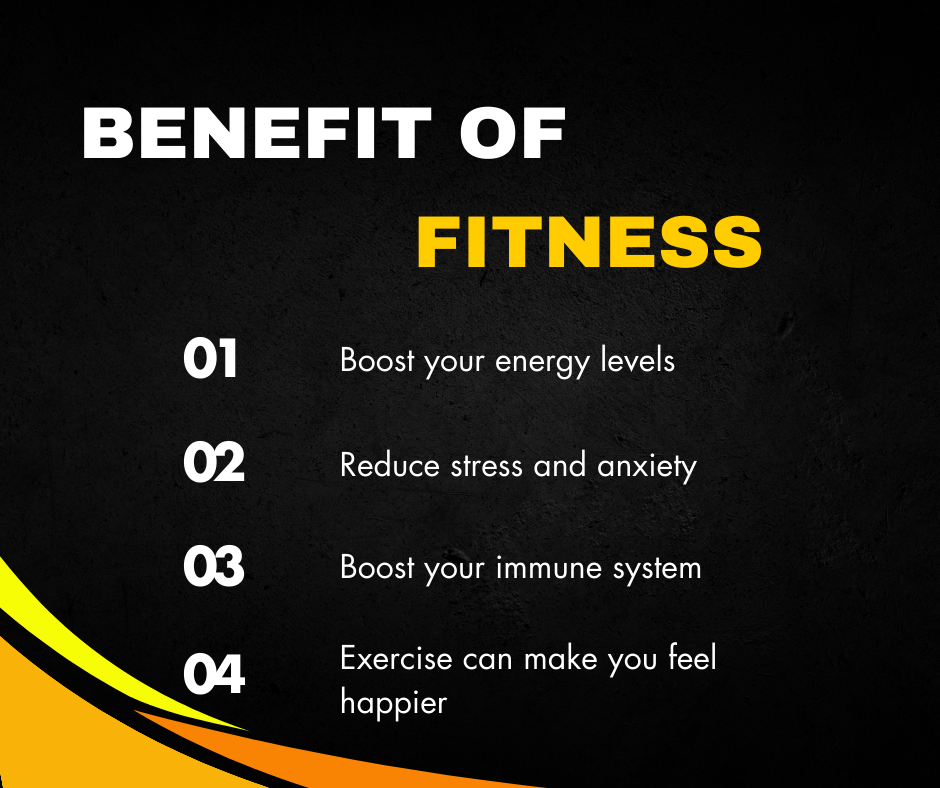 BENEFIT OF
FITNESS
01 Boost your energy levels
02 Reduce stress and anxiety
03 Boost your immune system
04 Exercise can make you feel
happier